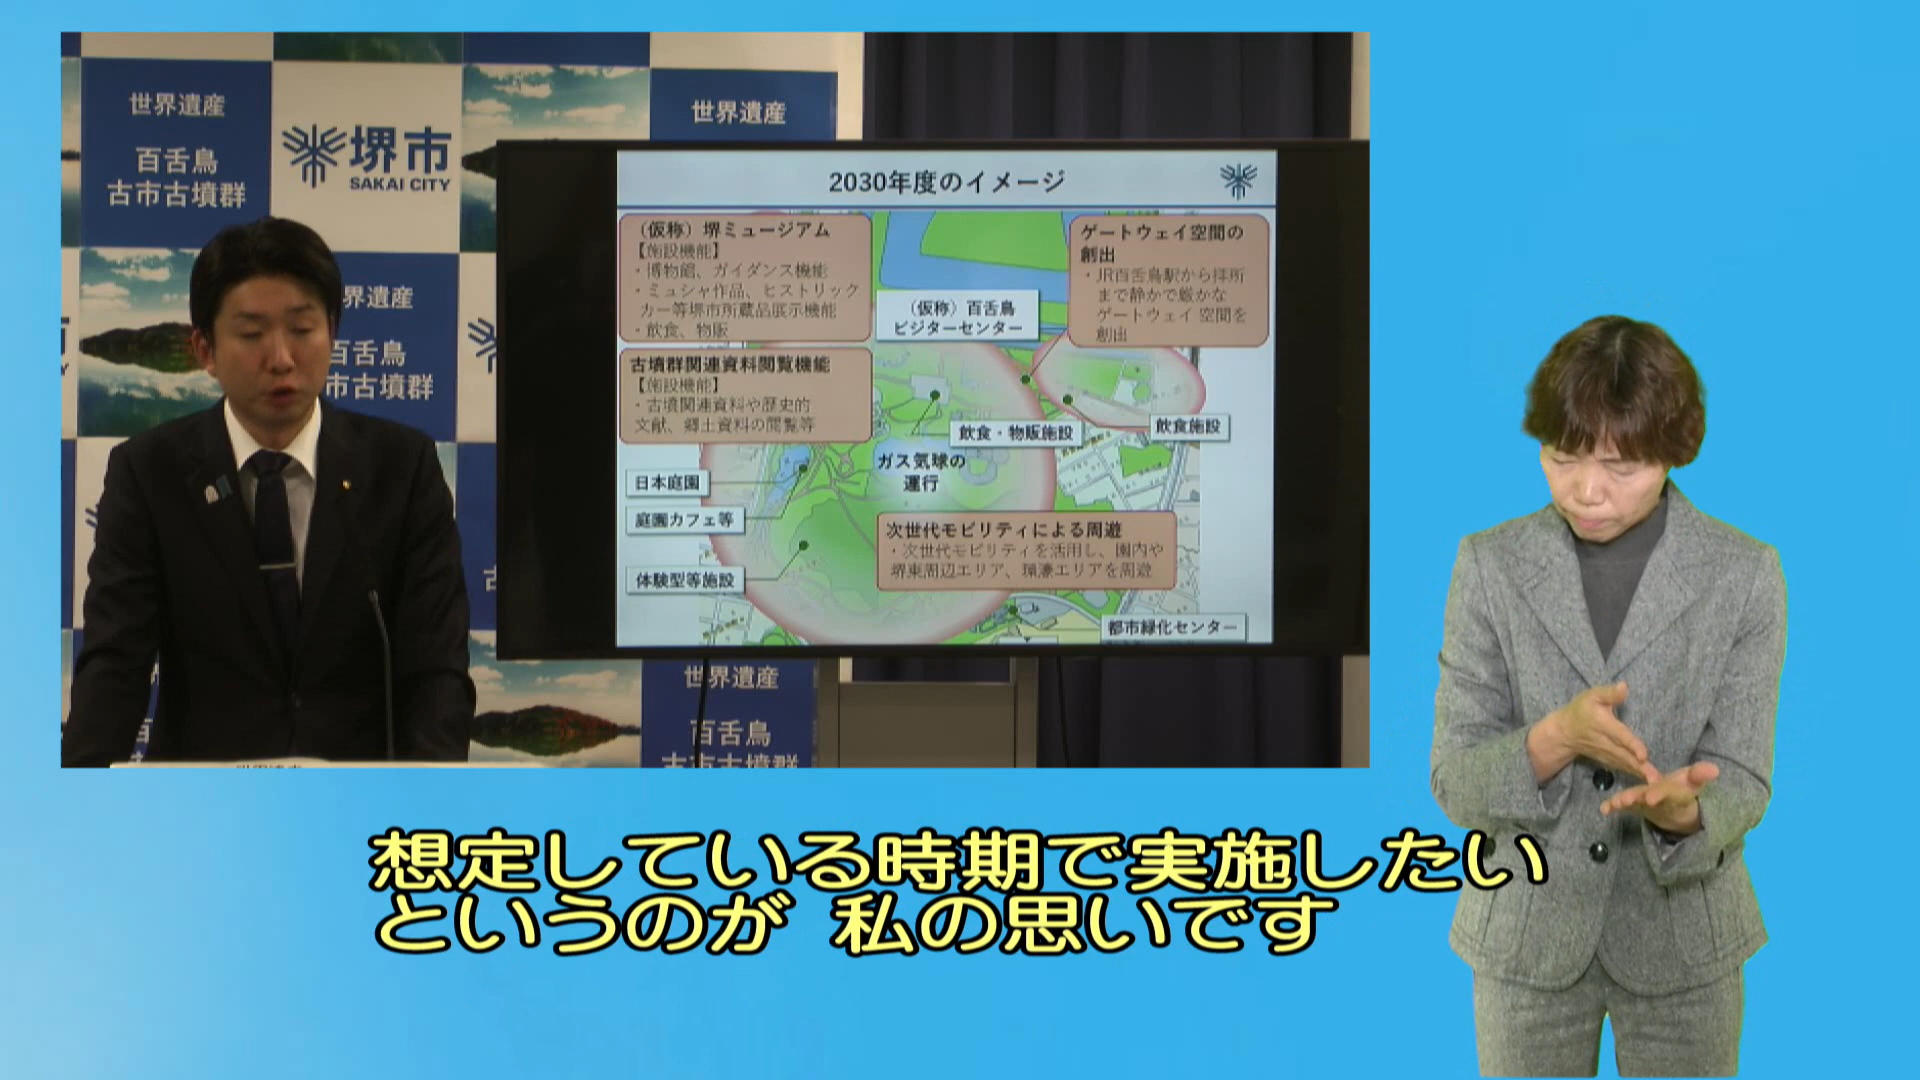 世界遺産
百舌鳥
古市古墳群
堺市
SAKAI CITY
世界遺産
界遺産
百舌鳥
市古墳群
世界遺産
百舌鳥
2030年度のイメージ
（仮称）堺ミュージアム
【施設機能】
・博物館、ガイダンス機能
・ミュシャ作品、ヒストリック
カー等堺市所蔵品展示機能
・飲食、物販
古墳群関連資料閲覧機能
【施設機能】
・古墳関連資料や歴史的
文献、郷土資料の閲覧等
（仮称）百舌鳥
ビジターセンター
ゲートウェイ空間の
創出
・JR百舌鳥駅から拝所
まで静かで厳かな
ゲートウェイ 空間を
創出
飲食・物販施設
飲食施設
ガス気球の
運行
日本庭園
庭園カフェ等
体験型等施設
次世代モビリティによる周遊
・次世代モビリティを活用し、園内や
堺東周辺エリア、環濠エリアを周遊
都市緑化センター
想定している時期で実施したい
というのが 私の思いです